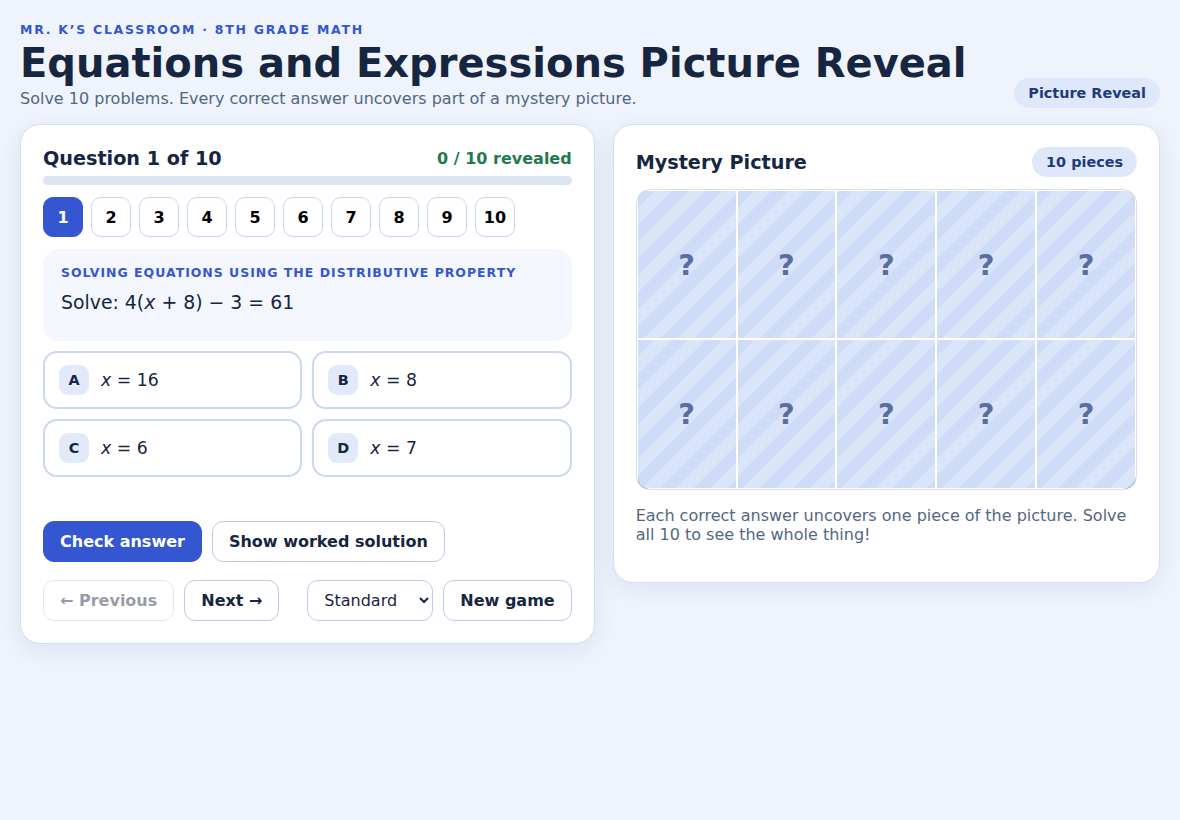 MR. K’S CLASSROOM · 8TH GRADE MATH
Equations and Expressions Picture Reveal
Solve 10 problems. Every correct answer uncovers part of a mystery picture.
Picture Reveal
Question 1 of 10
0 / 10 revealed
1 2 3 4 5 6 7 8 9 10
SOLVING EQUATIONS USING THE DISTRIBUTIVE PROPERTY
Solve: 4(x + 8) − 3 = 61
A x = 16
B x = 8
C x = 6
D x = 7
Check answer
Show worked solution
← Previous
Next →
Standard
New game
Mystery Picture
10 pieces
? ? ? ? ?
? ? ? ? ?
Each correct answer uncovers one piece of the picture. Solve
all 10 to see the whole thing!